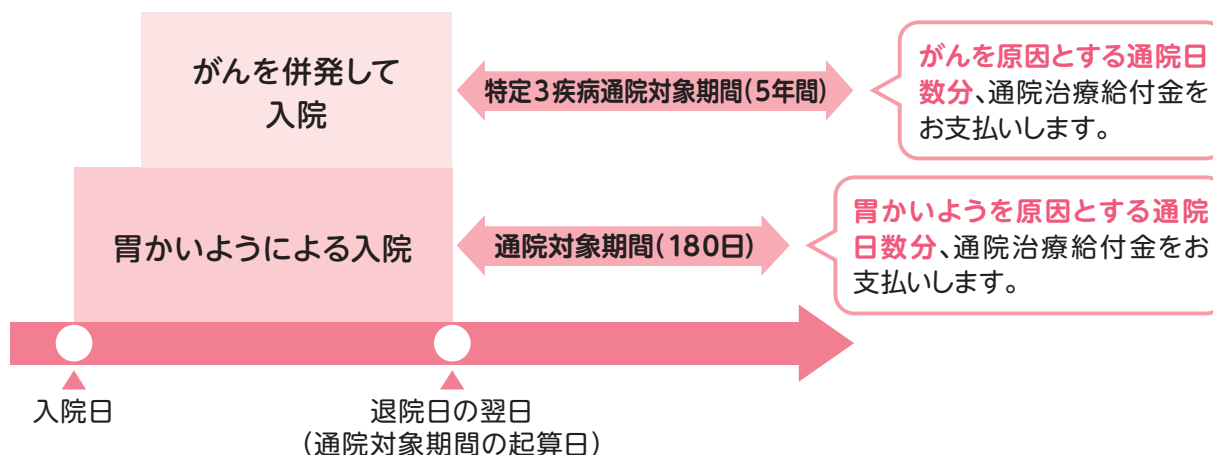 がんを併発して
入院
特定3疾病通院対象期間(5年間)
がんを原因とする通院日
数分、通院治療給付金を
お支払いします。
胃かいようによる入院
通院対象期間(180日)
胃かいようを原因とする通院
日数分、通院治療給付金をお
支払いします。
入院日
退院日の翌日
(通院対象期間の起算日)